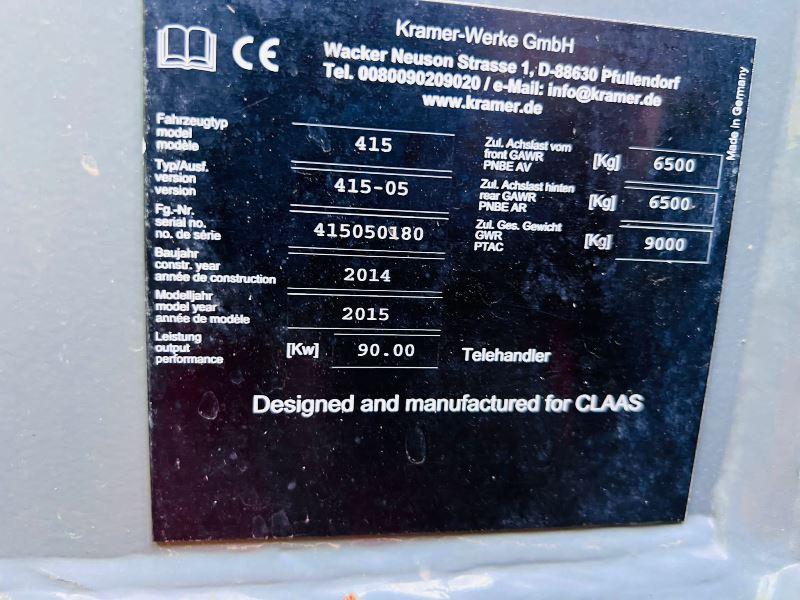 CE
Kramer-Werke GmbH
Wacker Neuson Strasse 1, D-88630 Pfullendorf
Tel. 0080090209020 / e-Mail: info@kramer.de
www.kramer.de
Made in Germany
Fahrzeugtyp
model
modèle
415
Typ/Ausf.
version
version
415-05
Fg.-Nr.
serial no.
no. de série
415050180
Baujahr
constr. year
année de construction
2014
Modelljahr
model year
année de modèle
2015
Leistung
output
performance
[Kw] 90.00
Zul. Achslast vorn
front GAWR
PNBE AV
[Kg] 6500
Zul. Achslast hinten
rear GAWR
PNBE AR
[Kg] 6500
Zul. Ges. Gewicht
GWR
PTAC
[Kg] 9000
Telehandler
Designed and manufactured for CLAAS